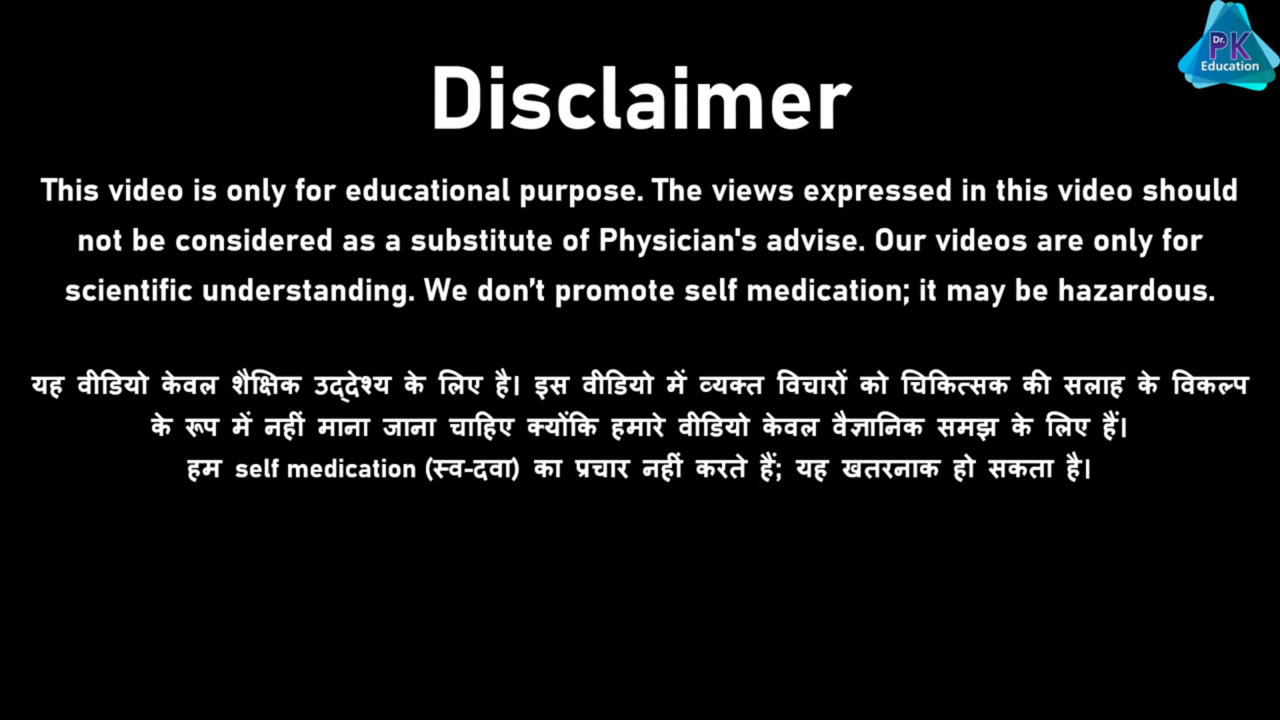 Dr.
PK
Education
Disclaimer
This video is only for educational purpose. The views expressed in this video should
not be considered as a substitute of Physician's advise. Our videos are only for
scientific understanding. We don’t promote self medication; it may be hazardous.
यह वीडियो केवल शैक्षिक उद्देश्य के लिए है। इस वीडियो में व्यक्त विचारों को चिकित्सक की सलाह के विकल्प
के रूप में नहीं माना जाना चाहिए क्योंकि हमारे वीडियो केवल वैज्ञानिक समझ के लिए हैं।
हम self medication (स्व-दवा) का प्रचार नहीं करते हैं; यह खतरनाक हो सकता है।